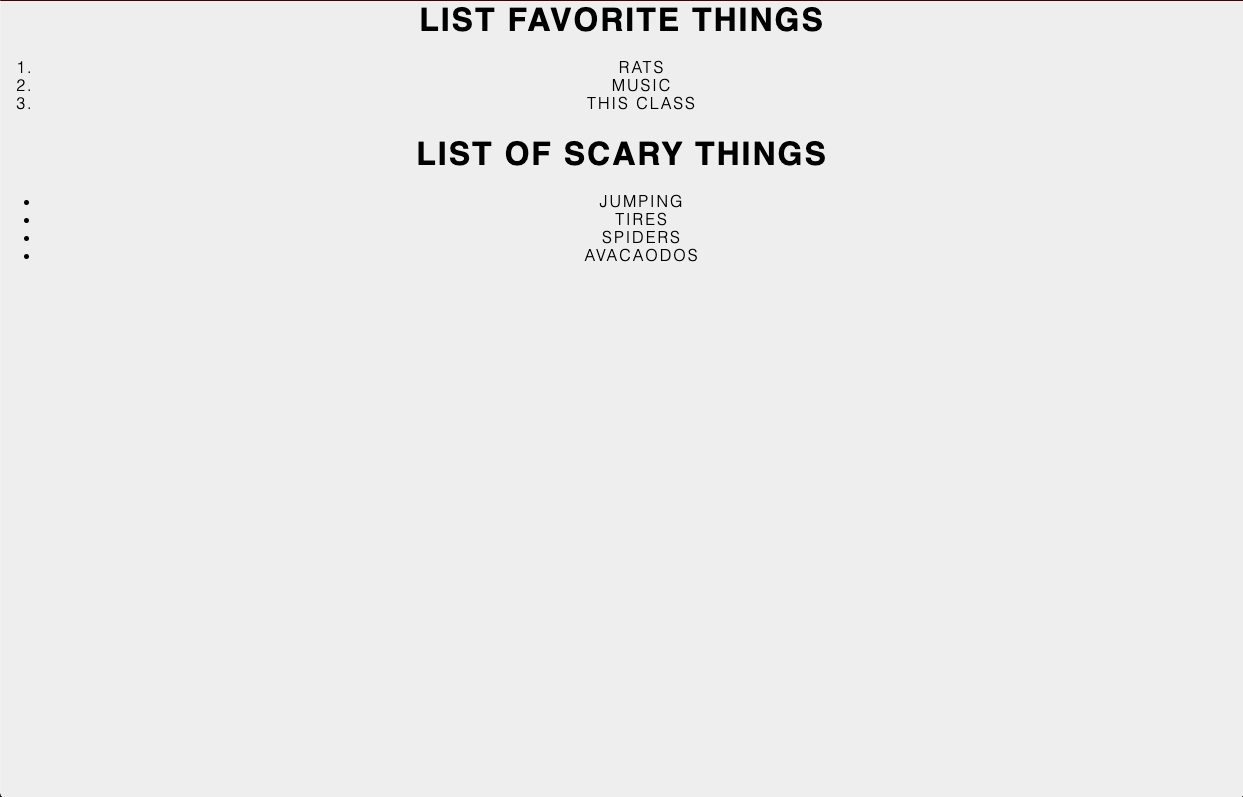 LIST FAVORITE THINGS
1. RATS
2. MUSIC
3. THIS CLASS
LIST OF SCARY THINGS
• JUMPING
• TIRES
• SPIDERS
• AVACAODOS